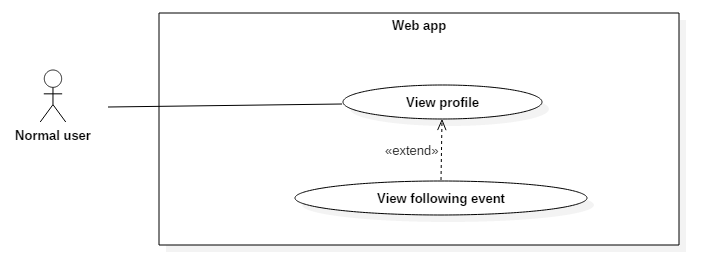 Web app
Normal user
View profile
«extend»
View following event